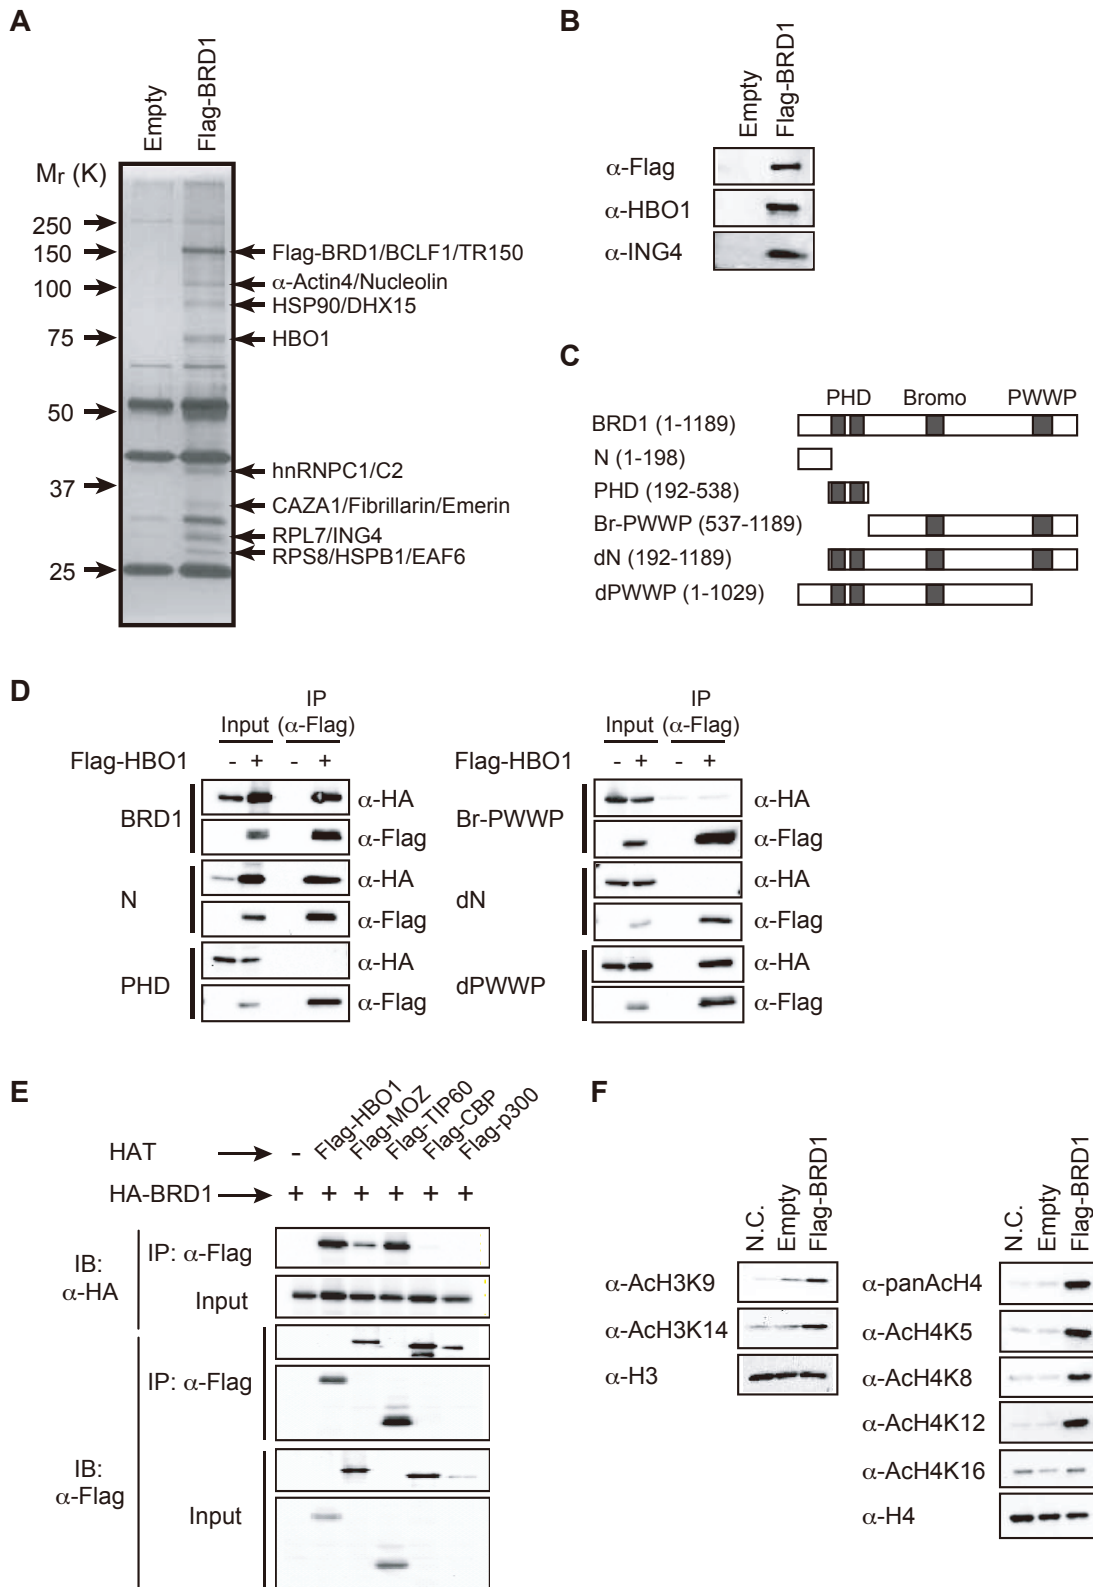 A
Empty
Flag-BRD1
Mr (K)
250
150
100
75
50
37
25
Flag-BRD1/BCLF1/TR150
α-Actin4/Nucleolin
HSP90/DHX15
HBO1
hnRNPC1/C2
CAZA1/Fibrillarin/Emerin
RPL7/ING4
RPS8/HSPB1/EAF6
B
Empty
Flag-BRD1
α-Flag
α-HBO1
α-ING4
C
PHD Bromo PWWP
BRD1 (1-1189)
N (1-198)
PHD (192-538)
Br-PWWP (537-1189)
dN (192-1189)
dPWWP (1-1029)
D
IP
Input (α-Flag)
Flag-HBO1 - + - +
BRD1
α-HA
α-Flag
N
α-HA
α-Flag
PHD
α-HA
α-Flag
IP
Input (α-Flag)
Flag-HBO1 - + - +
Br-PWWP
α-HA
α-Flag
dN
α-HA
α-Flag
dPWWP
α-HA
α-Flag
E
HAT - Flag-HBO1 Flag-MOZ Flag-TIP60 Flag-CBP Flag-p300
HA-BRD1 + + + + + +
IB:
α-HA
IP: α-Flag
Input
IB:
α-Flag
IP: α-Flag
Input
F
N.C.
Empty
Flag-BRD1
α-AcH3K9
α-AcH3K14
α-H3
N.C.
Empty
Flag-BRD1
α-panAcH4
α-AcH4K5
α-AcH4K8
α-AcH4K12
α-AcH4K16
α-H4